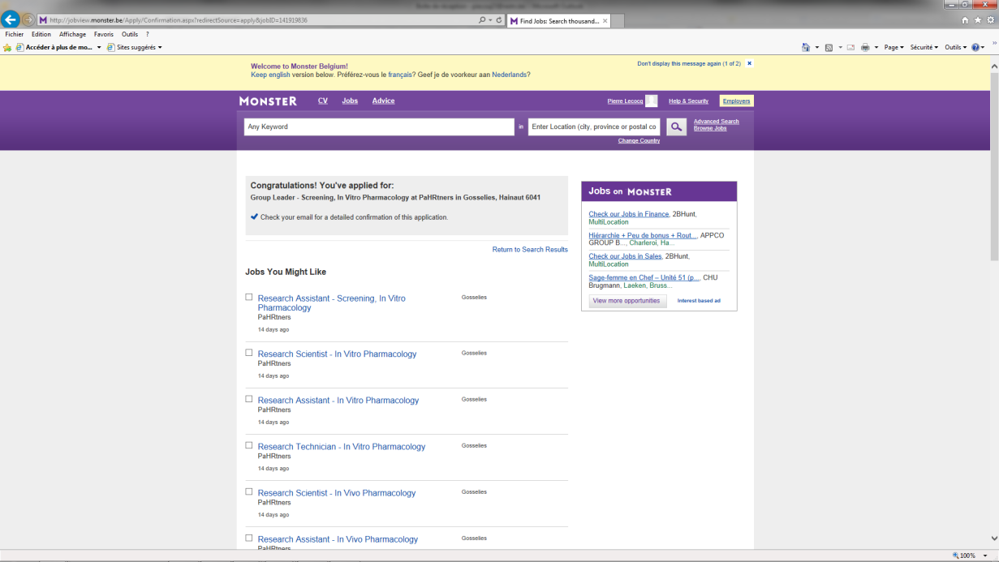 http://jobview.monster.be/Apply/Confirmation.aspx?redirectSource=apply&jobID=141919836
Find Jobs: Search thousand...
Fichier Edition Affichage Favoris Outils ?
Accéder à plus de mo... Sites suggérés
Page Sécurité Outils
Welcome to Monster Belgium!
Don't display this message again (1 of 2)
Keep english version below. Préférez-vous le français? Geef je de voorkeur aan Nederlands?
MONSTER CV Jobs Advice Pierre Lecocq Help & Security Employers
Any Keyword in Enter Location (city, province or postal co Advanced Search
Browse Jobs
Change Country
Congratulations! You've applied for:
Group Leader - Screening, In Vitro Pharmacology at PaHRtners in Gosselies, Hainaut 6041
Check your email for a detailed confirmation of this application.
Return to Search Results
Jobs You Might Like
Research Assistant - Screening, In Vitro Pharmacology
Gosselies
PaHRtners
14 days ago
Research Scientist - In Vitro Pharmacology
Gosselies
PaHRtners
14 days ago
Research Assistant - In Vitro Pharmacology
Gosselies
PaHRtners
14 days ago
Research Technician - In Vitro Pharmacology
Gosselies
PaHRtners
14 days ago
Research Scientist - In Vivo Pharmacology
Gosselies
PaHRtners
14 days ago
Research Assistant - In Vivo Pharmacology
Gosselies
PaHRtners
Jobs on MONSTER
Check our Jobs in Finance, 2BHunt,
MultiLocation
Hiérarchie + Peu de bonus + Rout..., APPCO
GROUP B..., Charleroi, Ha...
Check our Jobs in Sales, 2BHunt,
MultiLocation
Sage-femme en Chef – Unité 51 (p..., CHU
Brugmann, Laeken, Bruss...
View more opportunities Interest based ad
100%